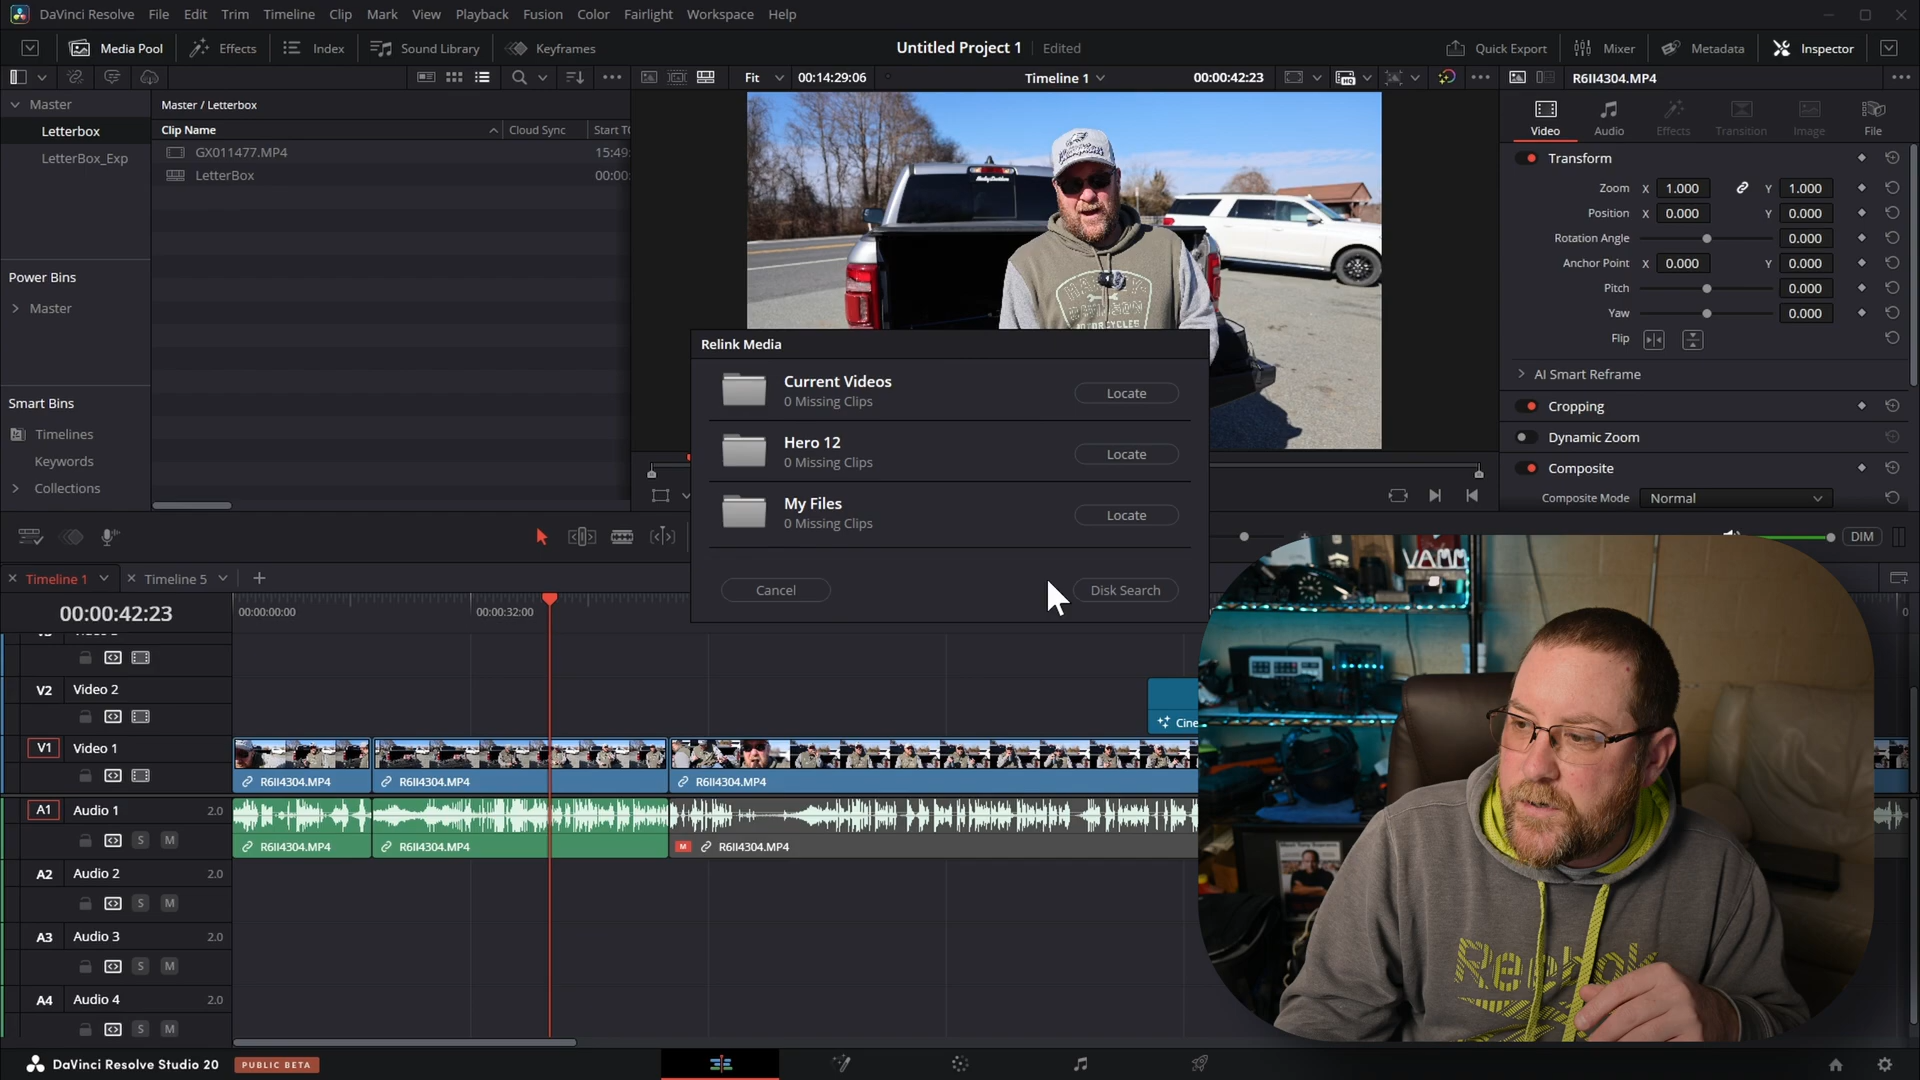 DaVinci Resolve File Edit Trim Timeline Clip Mark View Playback Fusion Color Fairlight Workspace Help
Media Pool Effects Index Sound Library Keyframes Untitled Project 1 Edited Quick Export Mixer Metadata Inspector
Fit 00:14:29:06 Timeline 1 00:00:42:23 R6II4304.MP4
Master
Letterbox
LetterBox_Exp
Master / Letterbox
Clip Name Cloud Sync Start TC
GX011477.MP4 15:49:
LetterBox 00:00:
Power Bins
Master
Smart Bins
Timelines
Keywords
Collections
Video Audio Effects Transition Image File
Transform
Zoom X 1.000 Y 1.000
Position X 0.000 Y 0.000
Rotation Angle 0.000
Anchor Point X 0.000 Y 0.000
Pitch 0.000
Yaw 0.000
Flip
AI Smart Reframe
Cropping
Dynamic Zoom
Composite
Composite Mode Normal
Relink Media
Current Videos
0 Missing Clips
Locate
Hero 12
0 Missing Clips
Locate
My Files
0 Missing Clips
Locate
Cancel Disk Search
DIM
Timeline 1 Timeline 5
00:00:42:23
00:00:00:00 00:00:32:00
V2 Video 2
Cine
V1 Video 1
R6II4304.MP4 R6II4304.MP4 R6II4304.MP4
A1 Audio 1 2.0
S M
R6II4304.MP4 R6II4304.MP4 M R6II4304.MP4
A2 Audio 2 2.0
S M
A3 Audio 3 2.0
S M
A4 Audio 4 2.0
S M
VAMM
Reebok
DaVinci Resolve Studio 20 PUBLIC BETA